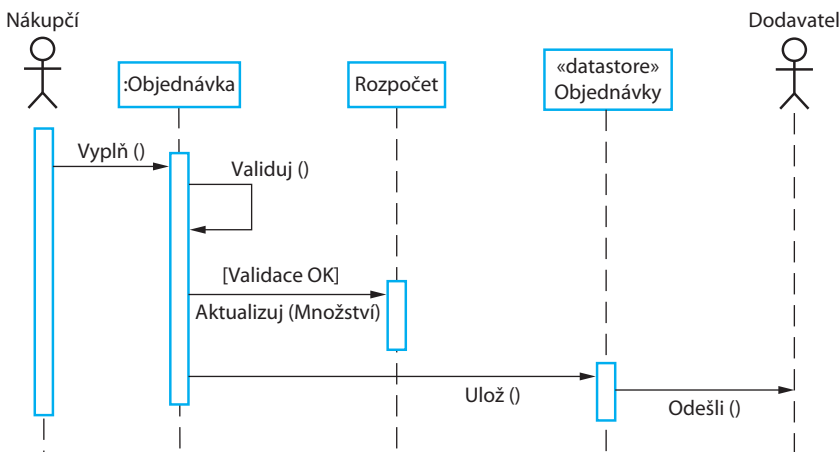 Nákupčí
Dodavatel
:Objednávka
Rozpočet
«datastore»
Objednávky
Vyplň ()
Validuj ()
[Validace OK]
Aktualizuj (Množství)
Ulož ()
Odešli ()